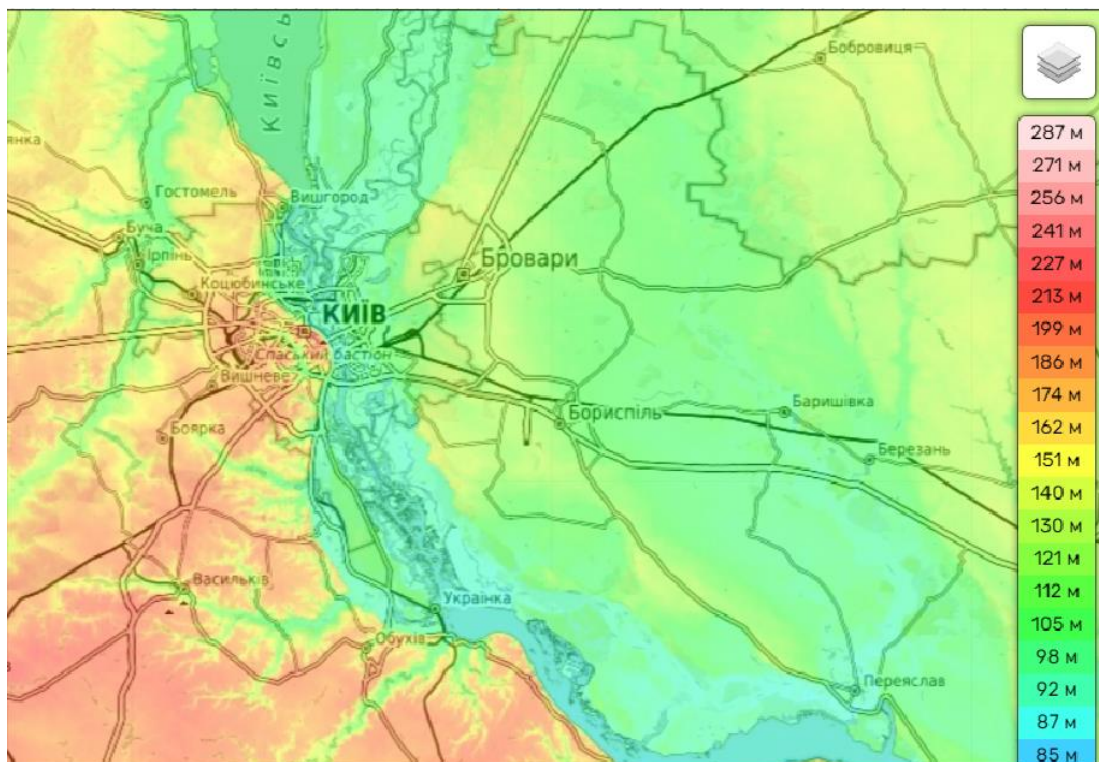 Київсь
Бобровиця
янка
Гостомель
Вишгород
Буча
Ірпінь
Бровари
Коцюбинське
КИЇВ
Спаський бастіон
Вишневе
Боярка
Бориспіль
Баришівка
Березань
Васильків
Українка
Обухів
Переяслав
287 м
271 м
256 м
241 м
227 м
213 м
199 м
186 м
174 м
162 м
151 м
140 м
130 м
121 м
112 м
105 м
98 м
92 м
87 м
85 м